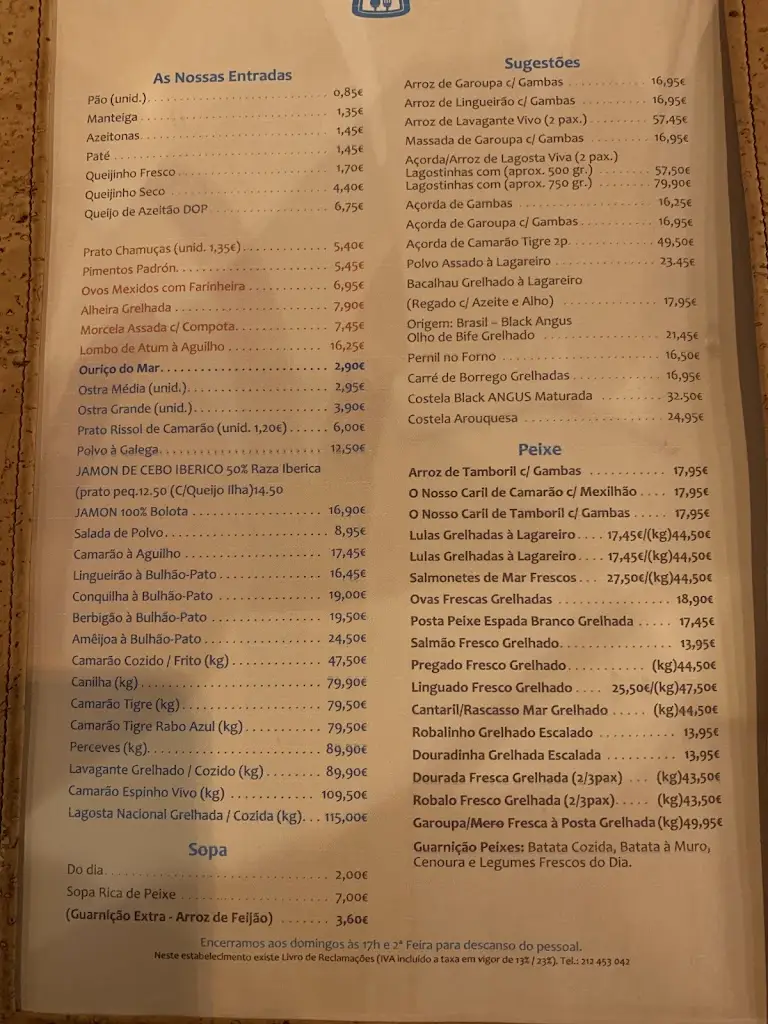 As Nossas Entradas
Pão (unid.) 0,85€
Manteiga 1,35€
Azeitonas 1,45€
Paté 1,45€
Queijinho Fresco 1,70€
Queijinho Seco 4,40€
Queijo de Azeitão DOP 6,75€
Prato Chamuças (unid. 1,35€) 5,40€
Pimentos Padrón 5,45€
Ovos Mexidos com Farinheira 6,95€
Alheira Grelhada 7,90€
Morcela Assada c/ Compota 7,45€
Lombo de Atum à Aguilho 16,25€
Ouriço do Mar 2,90€
Ostra Média (unid.) 2,95€
Ostra Grande (unid.) 3,90€
Prato Rissol de Camarão (unid. 1,20€) 6,00€
Polvo à Galega 12,50€
JAMON DE CEBO IBERICO 50% Raza Iberica
(prato peq.12.50 (C/Queijo Ilha)14.50
JAMON 100% Bolota 16,90€
Salada de Polvo 8,95€
Camarão à Aguilho 17,45€
Lingueirão à Bulhão-Pato 16,45€
Conquilha à Bulhão-Pato 19,00€
Berbigão à Bulhão-Pato 19,50€
Amêijoa à Bulhão-Pato 24,50€
Camarão Cozido / Frito (kg) 47,50€
Canilha (kg) 79,90€
Camarão Tigre (kg) 79,50€
Camarão Tigre Rabo Azul (kg) 79,50€
Perceves (kg) 89,90€
Lavagante Grelhado / Cozido (kg) 89,90€
Camarão Espinho Vivo (kg) 109,50€
Lagosta Nacional Grelhada / Cozida (kg) 115,00€
Sopa
Do dia 2,00€
Sopa Rica de Peixe 7,00€
(Guarnição Extra - Arroz de Feijão) 3,60€
Sugestões
Arroz de Garoupa c/ Gambas 16,95€
Arroz de Lingueirão c/ Gambas 16,95€
Arroz de Lavagante Vivo (2 pax.) 57,45€
Massada de Garoupa c/ Gambas 16,95€
Açorda/Arroz de Lagosta Viva (2 pax.)
Lagostinhas com (aprox. 500 gr.) 57,50€
Lagostinhas com (aprox. 750 gr.) 79,90€
Açorda de Gambas 16,25€
Açorda de Garoupa c/ Gambas 16,95€
Açorda de Camarão Tigre 2p 49,50€
Polvo Assado à Lagareiro 23.45€
Bacalhau Grelhado à Lagareiro
(Regado c/ Azeite e Alho) 17,95€
Origem: Brasil – Black Angus
Olho de Bife Grelhado 21,45€
Pernil no Forno 16,50€
Carré de Borrego Grelhadas 16,95€
Costela Black ANGUS Maturada 32.50€
Costela Arouquesa 24,95€
Peixe
Arroz de Tamboril c/ Gambas 17,95€
O Nosso Caril de Camarão c/ Mexilhão 17,95€
O Nosso Caril de Tamboril c/ Gambas 17,95€
Lulas Grelhadas à Lagareiro 17,45€/(kg)44,50€
Lulas Grelhadas à Lagareiro 17,45€/(kg)44,50€
Salmonetes de Mar Frescos 27,50€/(kg)44,50€
Ovas Frescas Grelhadas 18,90€
Posta Peixe Espada Branco Grelhada 17,45€
Salmão Fresco Grelhado 13,95€
Pregado Fresco Grelhado (kg)44,50€
Linguado Fresco Grelhado 25,50€/(kg)47,50€
Cantaril/Rascasso Mar Grelhado (kg)44,50€
Robalinho Grelhado Escalado 13,95€
Douradinha Grelhada Escalada 13,95€
Dourada Fresca Grelhada (2/3pax) (kg)43,50€
Robalo Fresco Grelhado (2/3pax) (kg)43,50€
Garoupa/Mero Fresca à Posta Grelhada (kg)49,95€
Guarnição Peixes: Batata Cozida, Batata à Muro,
Cenoura e Legumes Frescos do Dia.
Encerramos aos domingos às 17h e 2ª Feira para descanso do pessoal.
Neste estabelecimento existe Livro de Reclamações (IVA incluído a taxa em vigor de 13% / 23%). Tel.: 212 453 042